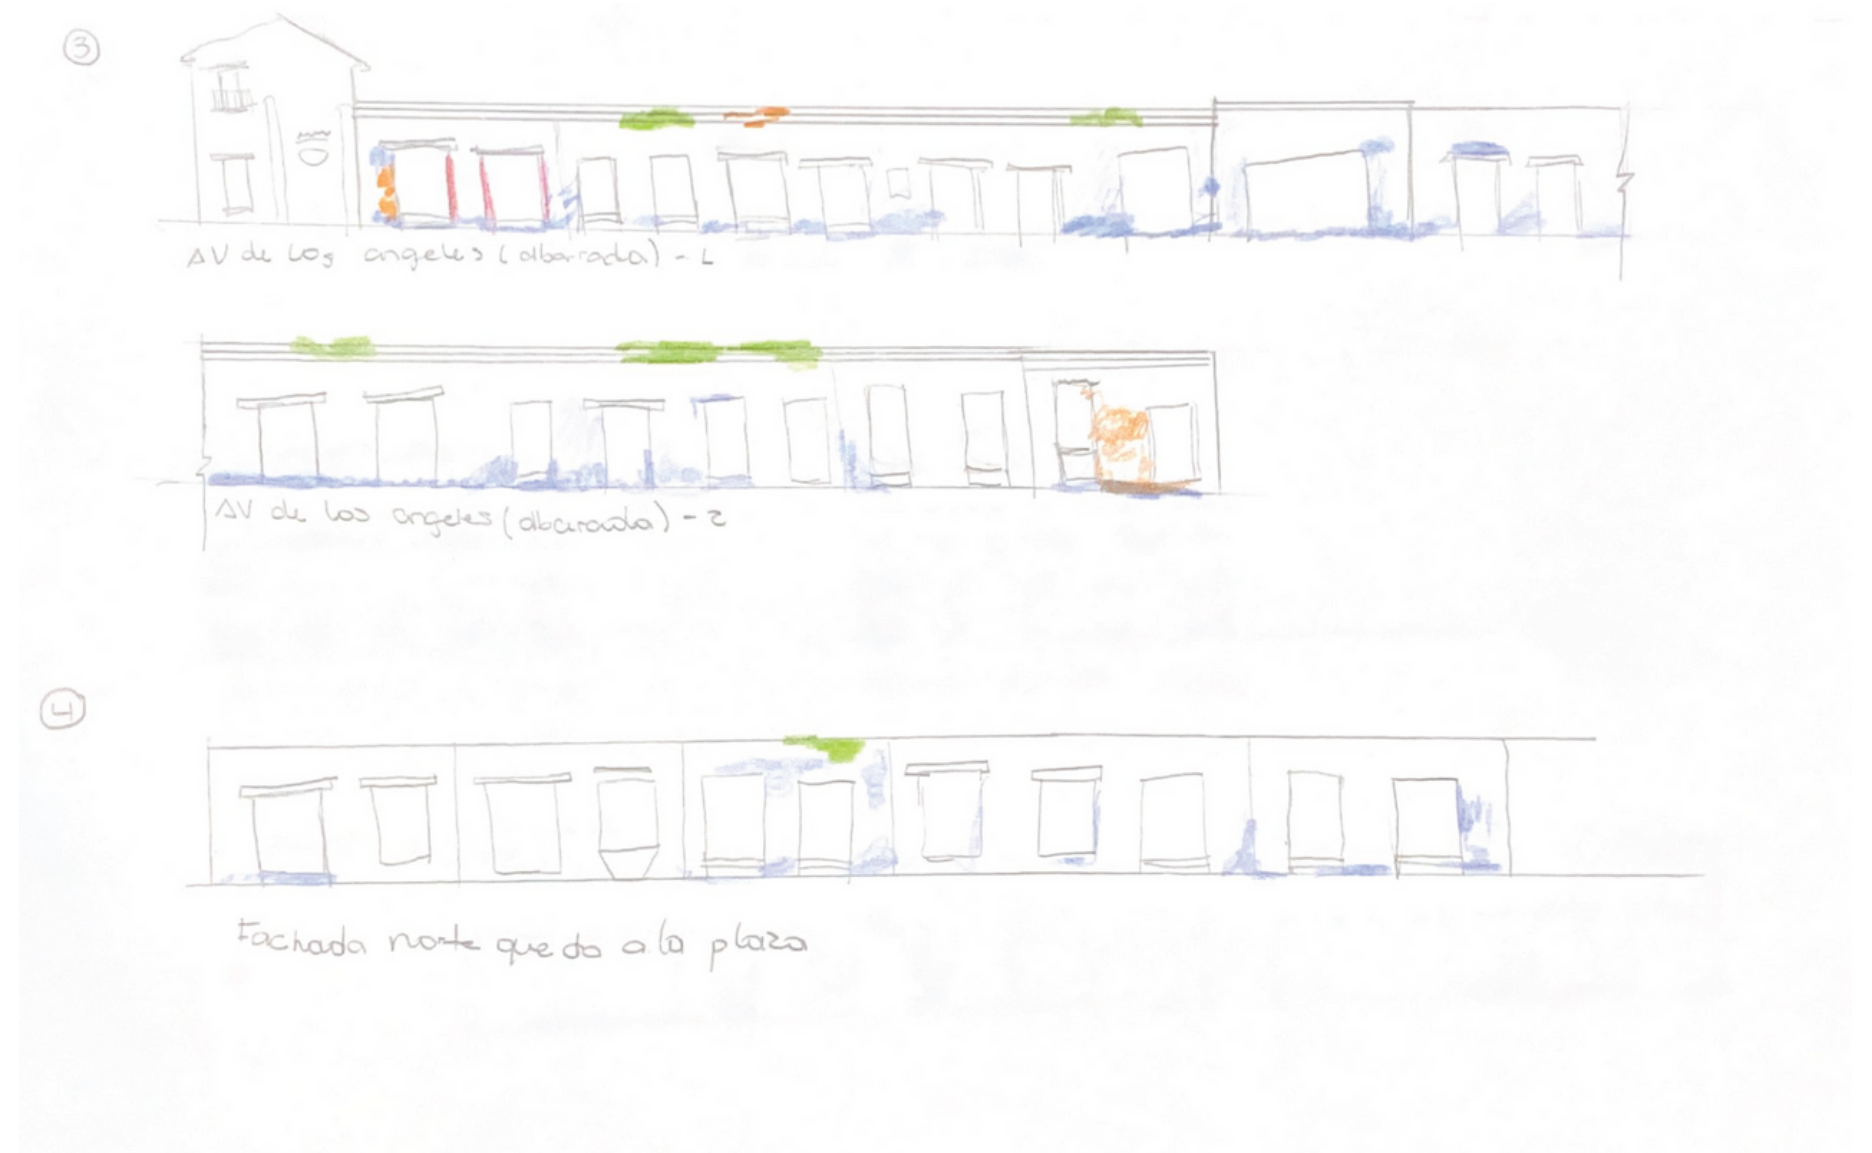 3
AV de los angeles (albarrada) - 1
AV de los angeles (albarrada) - 2
4
Fachada norte que da a la plaza